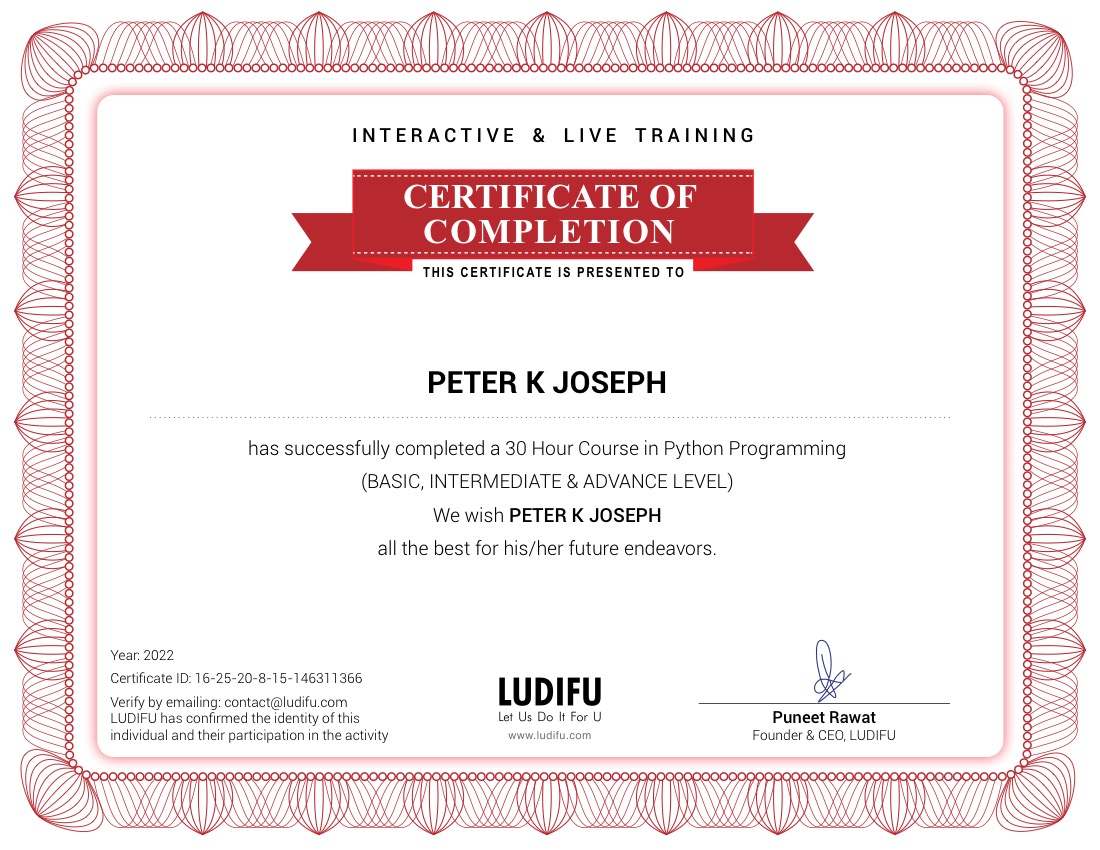 INTERACTIVE & LIVE TRAINING
CERTIFICATE OF
COMPLETION
THIS CERTIFICATE IS PRESENTED TO
PETER K JOSEPH
has successfully completed a 30 Hour Course in Python Programming
(BASIC, INTERMEDIATE & ADVANCE LEVEL)
We wish PETER K JOSEPH
all the best for his/her future endeavors.
Year: 2022
Certificate ID: 16-25-20-8-15-146311366
Verify by emailing: contact@ludifu.com
LUDIFU has confirmed the identity of this
individual and their participation in the activity
LUDIFU
Let Us Do It For U
www.ludifu.com
Puneet Rawat
Founder & CEO, LUDIFU